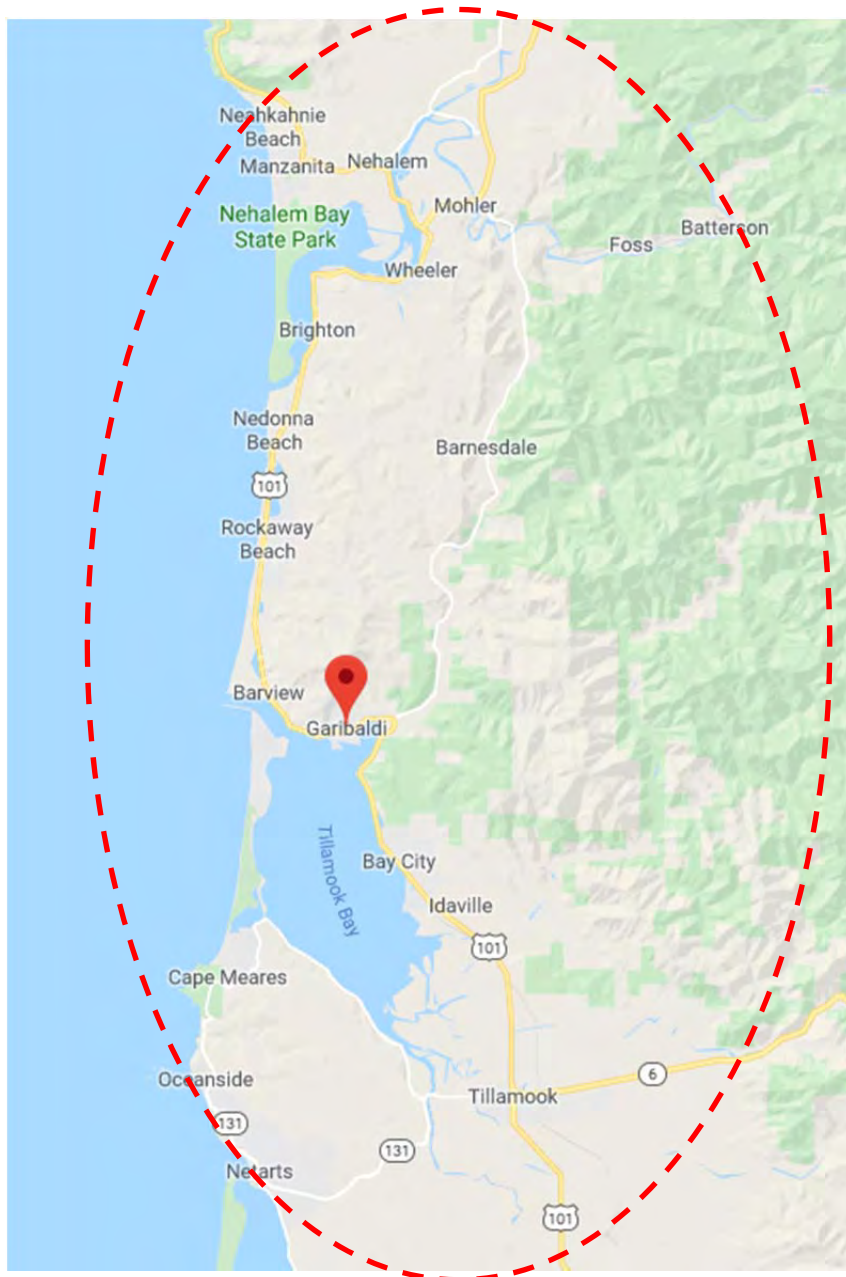 Neahkahnie
Beach
Manzanita
Nehalem
Nehalem Bay
State Park
Mohler
Batterson
Foss
Wheeler
Brighton
Nedonna
Beach
Barnesdale
101
Rockaway
Beach
Barview
Garibaldi
Tillamook Bay
Bay City
Idaville
101
Cape Meares
Oceanside
6
Tillamook
131
131
Netarts
101